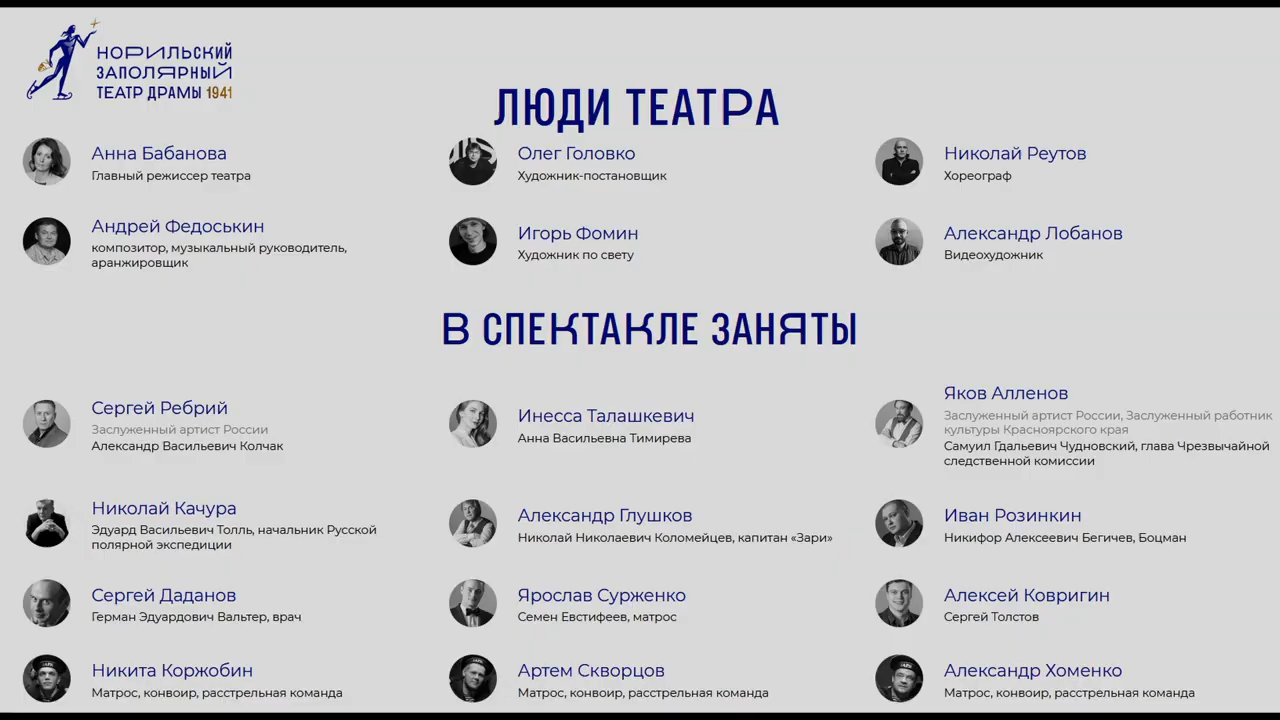 НОРИЛЬСКИЙ
ЗАПОЛЯРНЫЙ
ТЕАТР ДРАМЫ 1941
ЛЮДИ ТЕАТРА
Анна Бабанова
Главный режиссер театра
Олег Головко
Художник-постановщик
Николай Реутов
Хореограф
Андрей Федоськин
композитор, музыкальный руководитель,
аранжировщик
Игорь Фомин
Художник по свету
Александр Лобанов
Видеохудожник
В СПЕКТАКЛЕ ЗАНЯТЫ
Сергей Ребрий
Заслуженный артист России
Александр Васильевич Колчак
Инесса Талашкевич
Анна Васильевна Тимирева
Яков Алленов
Заслуженный артист России, Заслуженный работник
культуры Красноярского края
Самуил Гдальевич Чудновский, глава Чрезвычайной
следственной комиссии
Николай Качура
Эдуард Васильевич Толль, начальник Русской
полярной экспедиции
Александр Глушков
Николай Николаевич Коломейцев, капитан «Зари»
Иван Розинкин
Никифор Алексеевич Бегичев, Боцман
Сергей Даданов
Герман Эдуардович Вальтер, врач
Ярослав Сурженко
Семен Евстифеев, матрос
Алексей Ковригин
Сергей Толстов
Никита Коржобин
Матрос, конвоир, расстрельная команда
Артем Скворцов
Матрос, конвоир, расстрельная команда
Александр Хоменко
Матрос, конвоир, расстрельная команда